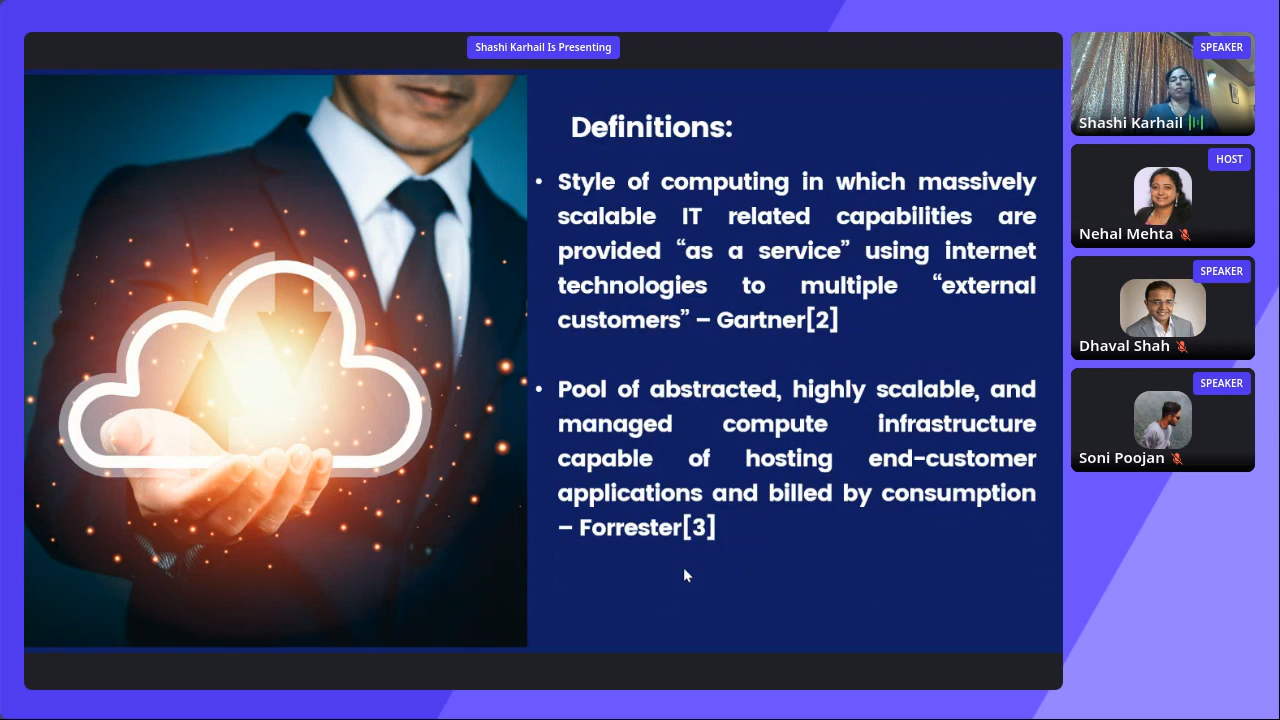 Shashi Karhail Is Presenting
Definitions:
• Style of computing in which massively
scalable IT related capabilities are
provided “as a service” using internet
technologies to multiple “external
customers” – Gartner[2]
• Pool of abstracted, highly scalable, and
managed compute infrastructure
capable of hosting end-customer
applications and billed by consumption
– Forrester[3]
SPEAKER
Shashi Karhail
HOST
Nehal Mehta
SPEAKER
Dhaval Shah
SPEAKER
Soni Poojan